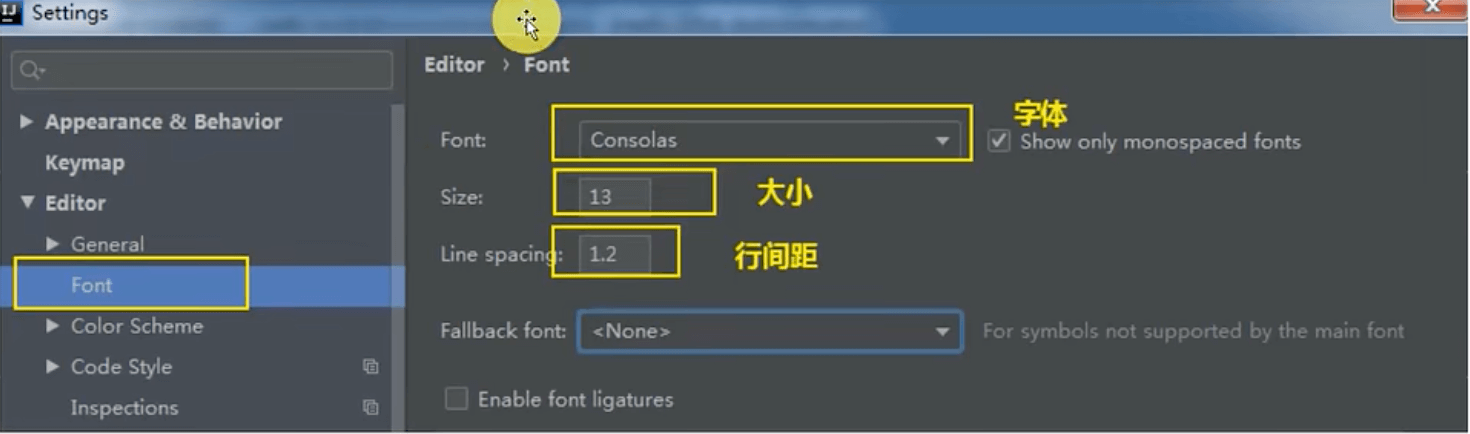 IJ Settings
Editor › Font
Appearance & Behavior
Keymap
Editor
General
Font
Color Scheme
Code Style
Inspections
Font: Consolas 字体 Show only monospaced fonts
Size: 13 大小
Line spacing: 1.2 行间距
Fallback font: <None> For symbols not supported by the main font
Enable font ligatures